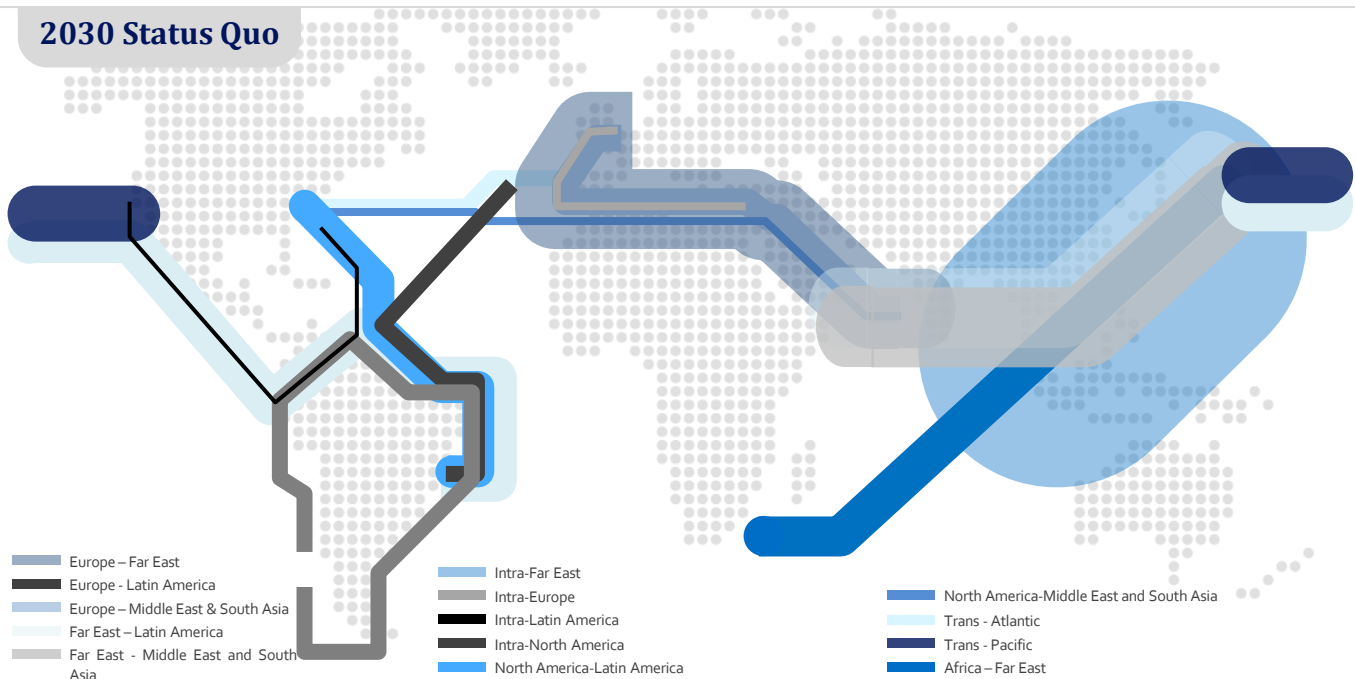 2030 Status Quo
Europe – Far East
Europe - Latin America
Europe – Middle East & South Asia
Far East – Latin America
Far East - Middle East and South
Asia
Intra-Far East
Intra-Europe
Intra-Latin America
Intra-North America
North America-Latin America
North America-Middle East and South Asia
Trans - Atlantic
Trans - Pacific
Africa – Far East